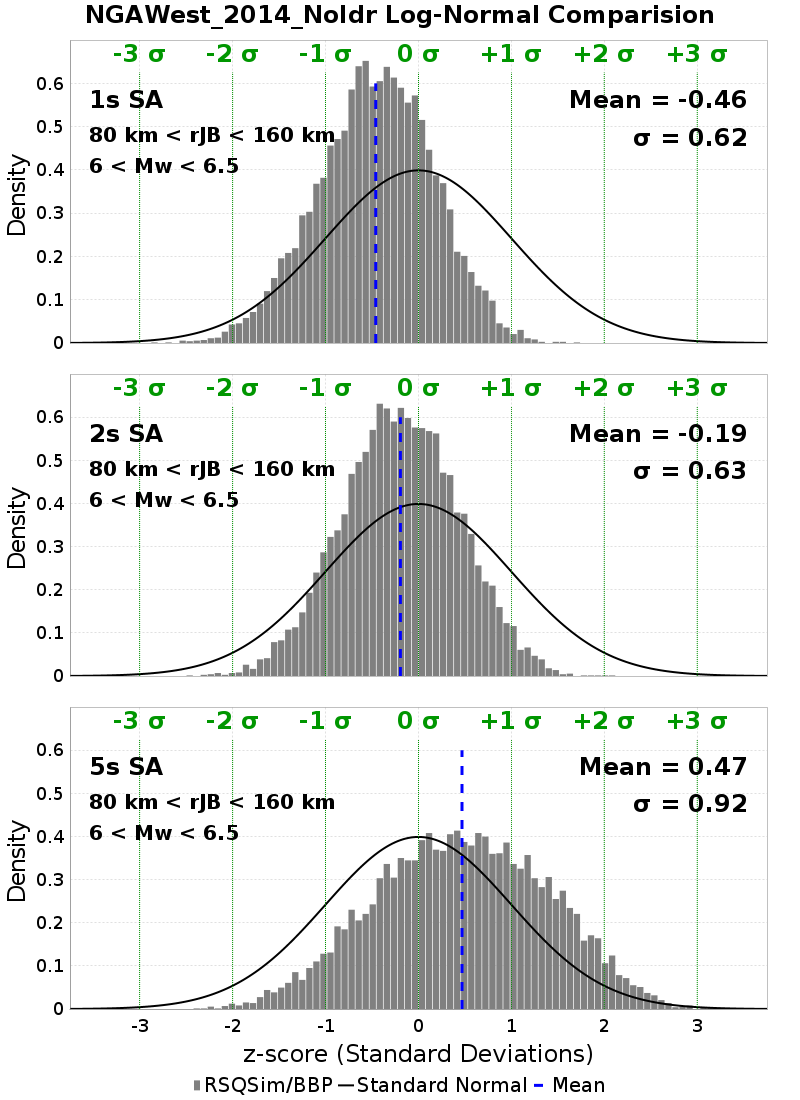 NGAWest_2014_NoIdr Log-Normal Comparision
-3 σ -2 σ -1 σ 0 σ +1 σ +2 σ +3 σ
1s SA
80 km < rJB < 160 km
6 < Mw < 6.5
Mean = -0.46
σ = 0.62
Density
0.6
0.5
0.4
0.3
0.2
0.1
0
-3 σ -2 σ -1 σ 0 σ +1 σ +2 σ +3 σ
2s SA
80 km < rJB < 160 km
6 < Mw < 6.5
Mean = -0.19
σ = 0.63
Density
0.6
0.5
0.4
0.3
0.2
0.1
0
-3 σ -2 σ -1 σ 0 σ +1 σ +2 σ +3 σ
5s SA
80 km < rJB < 160 km
6 < Mw < 6.5
Mean = 0.47
σ = 0.92
Density
0.6
0.5
0.4
0.3
0.2
0.1
0
-3 -2 -1 0 1 2 3
z-score (Standard Deviations)
RSQSim/BBP Standard Normal Mean